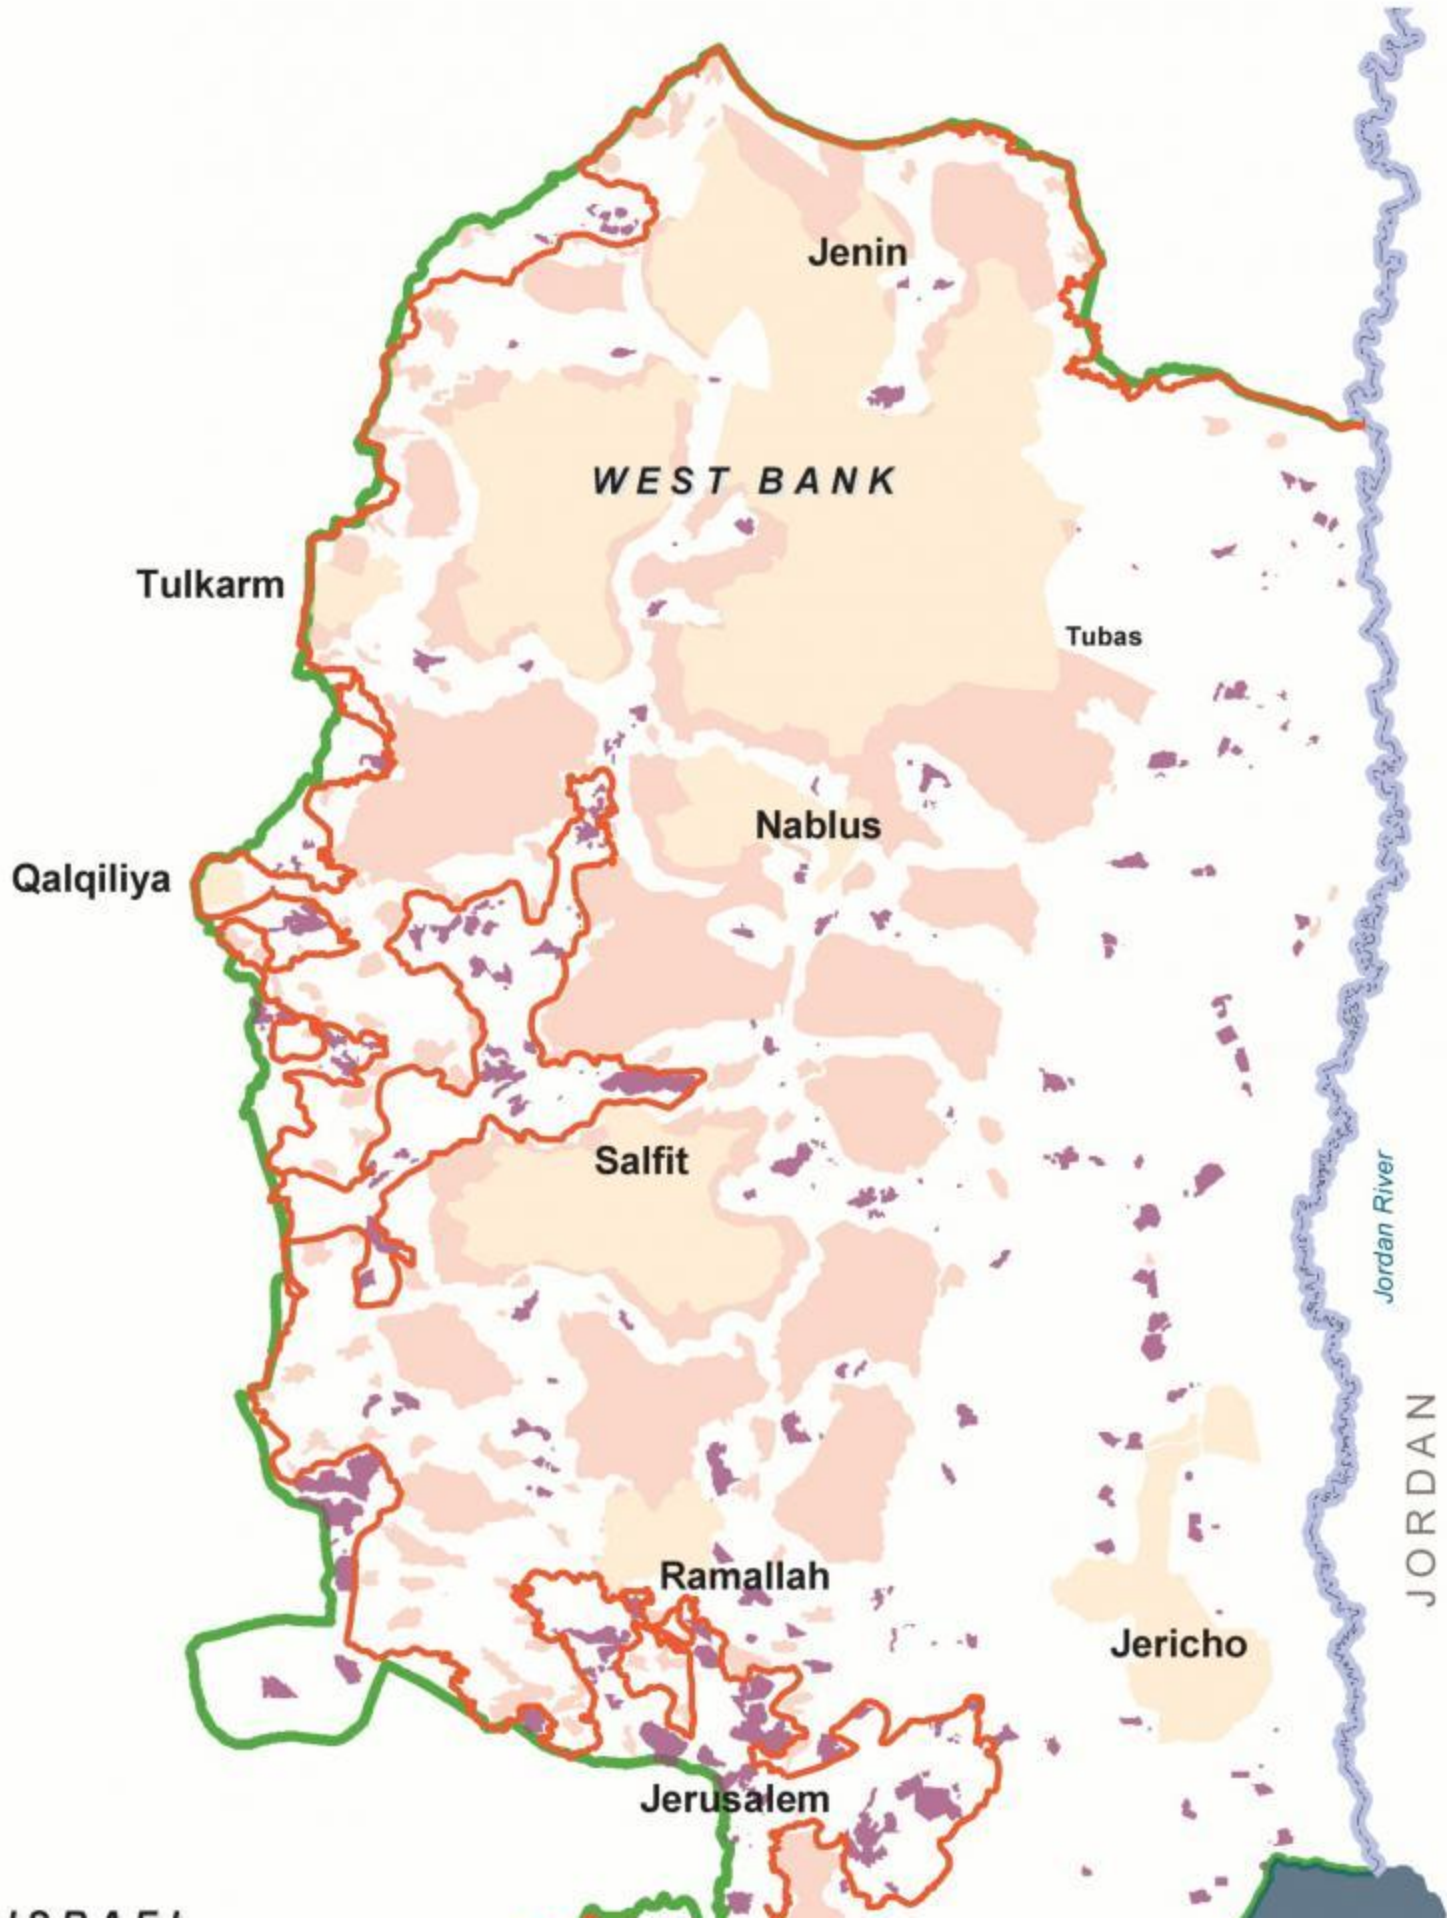 Jenin
WEST BANK
Tulkarm
Tubas
Nablus
Qalqiliya
Salfit
Jordan River
JORDAN
Ramallah
Jericho
Jerusalem